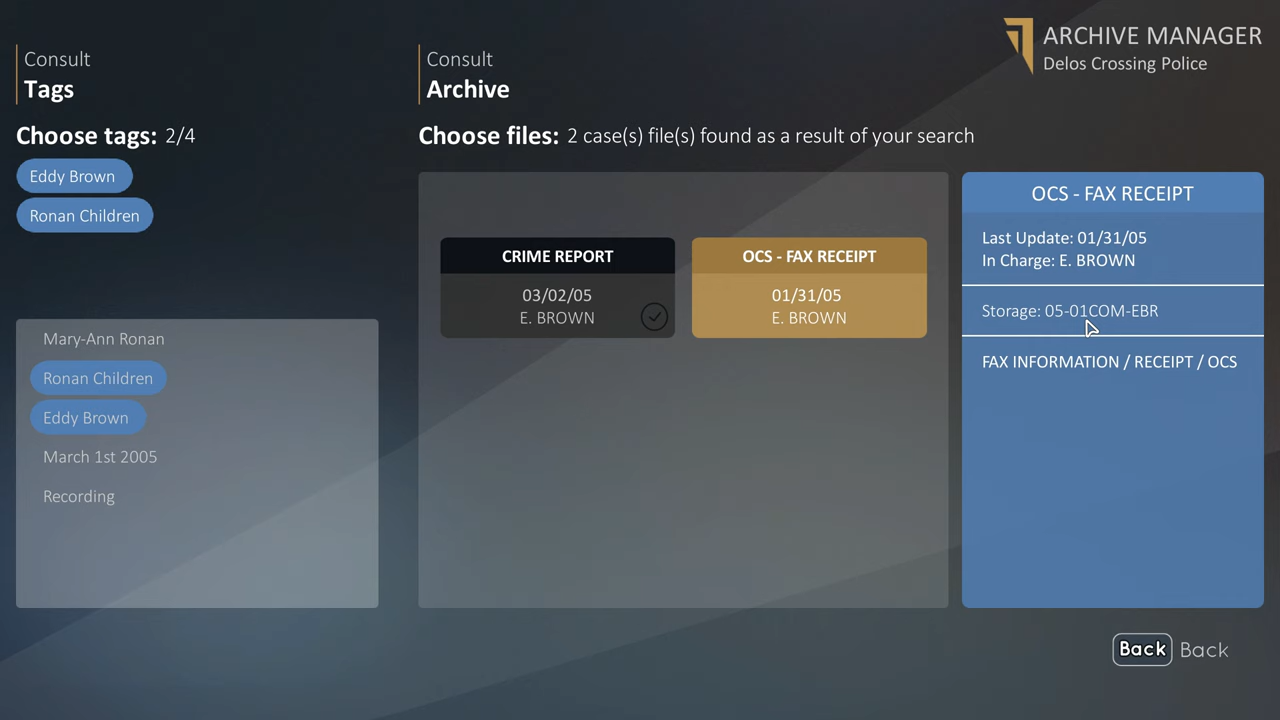 Consult
Tags
Choose tags: 2/4
Eddy Brown
Ronan Children
Mary-Ann Ronan
Ronan Children
Eddy Brown
March 1st 2005
Recording
Consult
Archive
Choose files: 2 case(s) file(s) found as a result of your search
CRIME REPORT
03/02/05
E. BROWN
OCS - FAX RECEIPT
01/31/05
E. BROWN
ARCHIVE MANAGER
Delos Crossing Police
OCS - FAX RECEIPT
Last Update: 01/31/05
In Charge: E. BROWN
Storage: 05-01COM-EBR
FAX INFORMATION / RECEIPT / OCS
Back Back